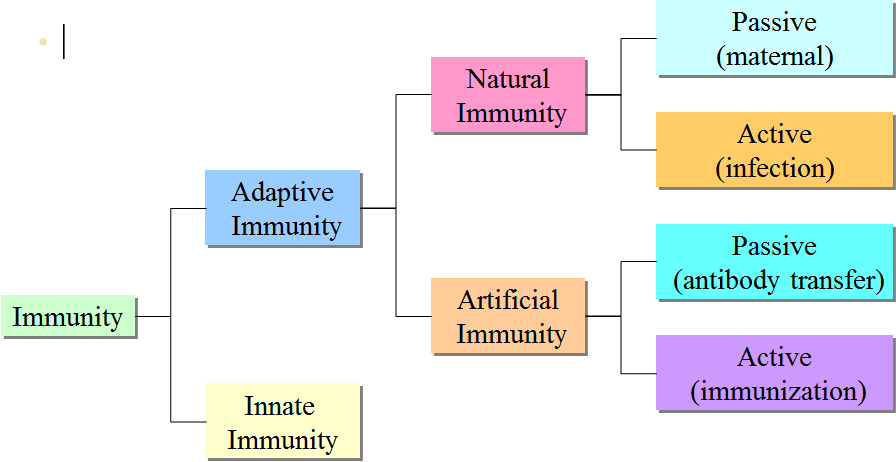 Passive
(maternal)
Natural
Immunity
Active
(infection)
Adaptive
Immunity
Passive
(antibody transfer)
Immunity
Artificial
Immunity
Active
(immunization)
Innate
Immunity